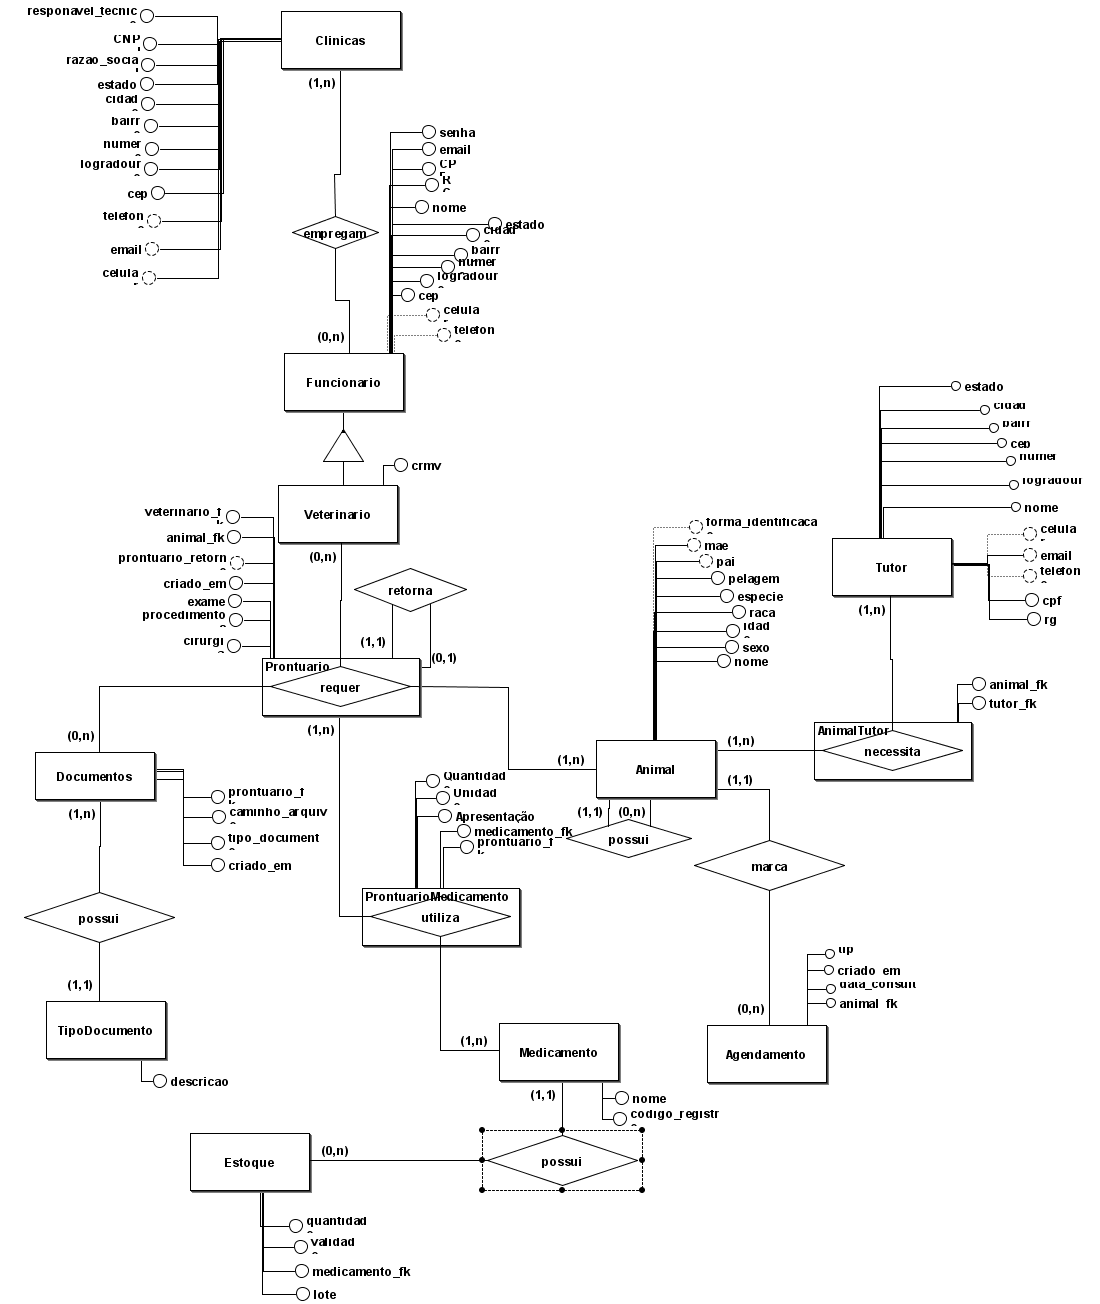 responavel_tecnic
CNP
razao_socia
estado
cidad
bairr
numer
logradour
cep
telefon
email
celula
Clinicas
(1,n)
empregam
(0,n)
senha
email
CP
R
nome
estado
cidad
bairr
numer
logradour
cep
celula
telefon
Funcionario
crmv
Veterinario
(0,n)
veterinario_f
animal_fk
prontuario_retorn
criado_em
exame
procedimento
cirurgi
retorna
(1,1)
(0,1)
Prontuario
requer
(1,n)
(0,n)
Documentos
(1,n)
prontuario_f
caminho_arquiv
tipo_document
criado_em
possui
(1,1)
TipoDocumento
descricao
forma_identificaca
mae
pai
pelagem
especie
raca
idad
sexo
nome
(1,n)
Animal
(1,n)
(1,1)
(1,1)
(0,n)
possui
estado
cidad
bairr
cep
numer
logradour
nome
celula
email
telefon
cpf
rg
Tutor
(1,n)
animal_fk
tutor_fk
AnimalTutor
necessita
marca
(0,n)
tip
criado_em
data_consult
animal_fk
Agendamento
Quantidad
Unidad
Apresentação
medicamento_fk
prontuario_f
ProntuarioMedicamento
utiliza
(1,n)
Medicamento
(1,1)
nome
codigo_registr
possui
(0,n)
Estoque
quantidad
validad
medicamento_fk
lote